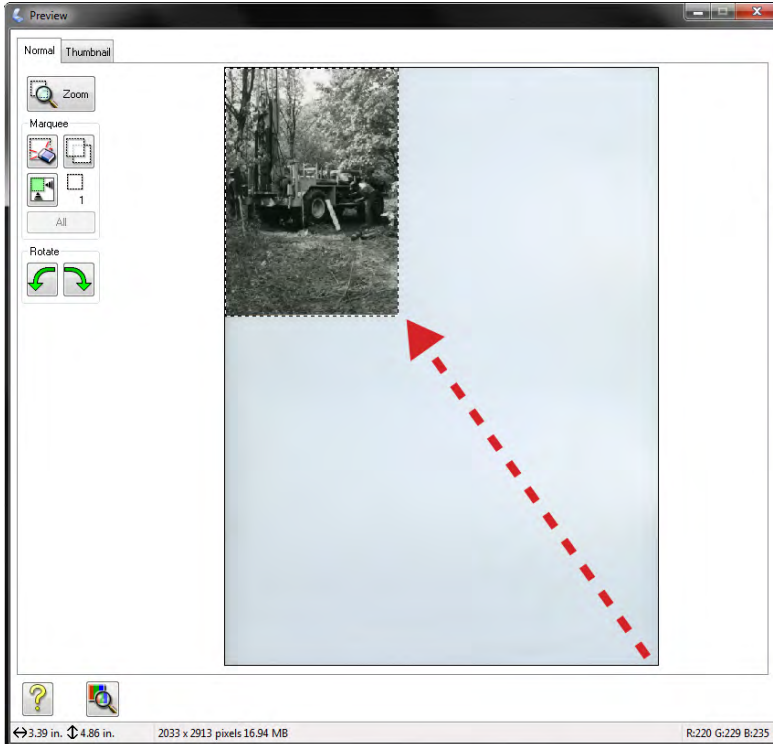 Preview
Normal Thumbnail
Zoom
Marquee
1
All
Rotate
3.39 in. 4.86 in. 2033 x 2913 pixels 16.94 MB R:220 G:229 B:235